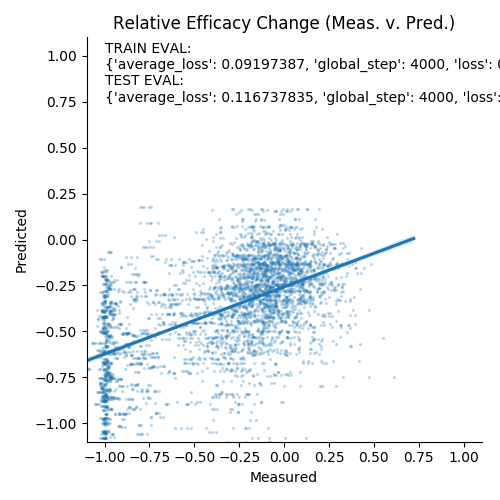 Relative Efficacy Change (Meas. v. Pred.)
TRAIN EVAL:
{'average_loss': 0.09197387, 'global_step': 4000, 'loss':
TEST EVAL:
{'average_loss': 0.116737835, 'global_step': 4000, 'loss':
1.00
0.75
0.50
0.25
0.00
−0.25
−0.50
−0.75
−1.00
Predicted
−1.00 −0.75 −0.50 −0.25 0.00 0.25 0.50 0.75 1.00
Measured